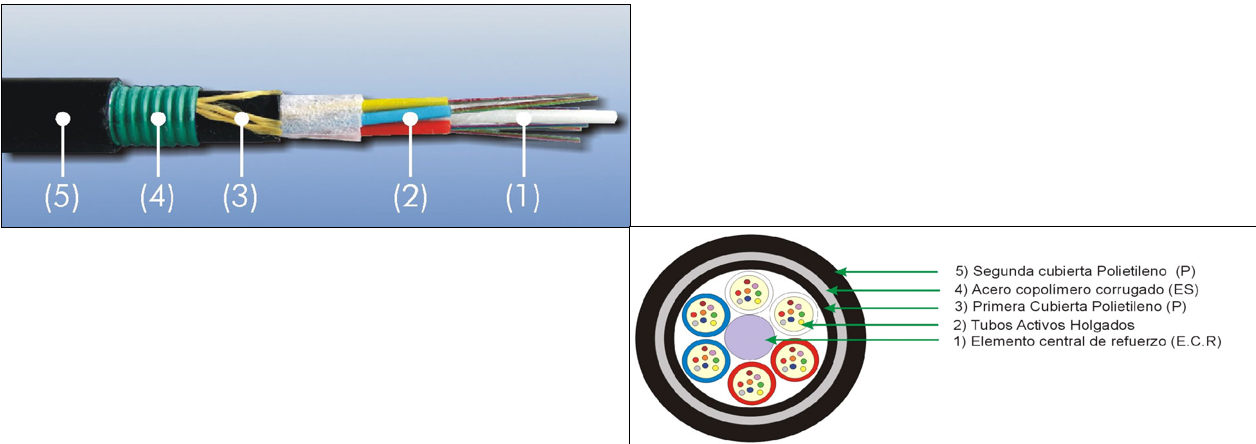 (5) (4) (3) (2) (1)
5) Segunda cubierta Polietileno (P)
4) Acero copolímero corrugado (ES)
3) Primera Cubierta Polietileno (P)
2) Tubos Activos Holgados
1) Elemento central de refuerzo (E.C.R)